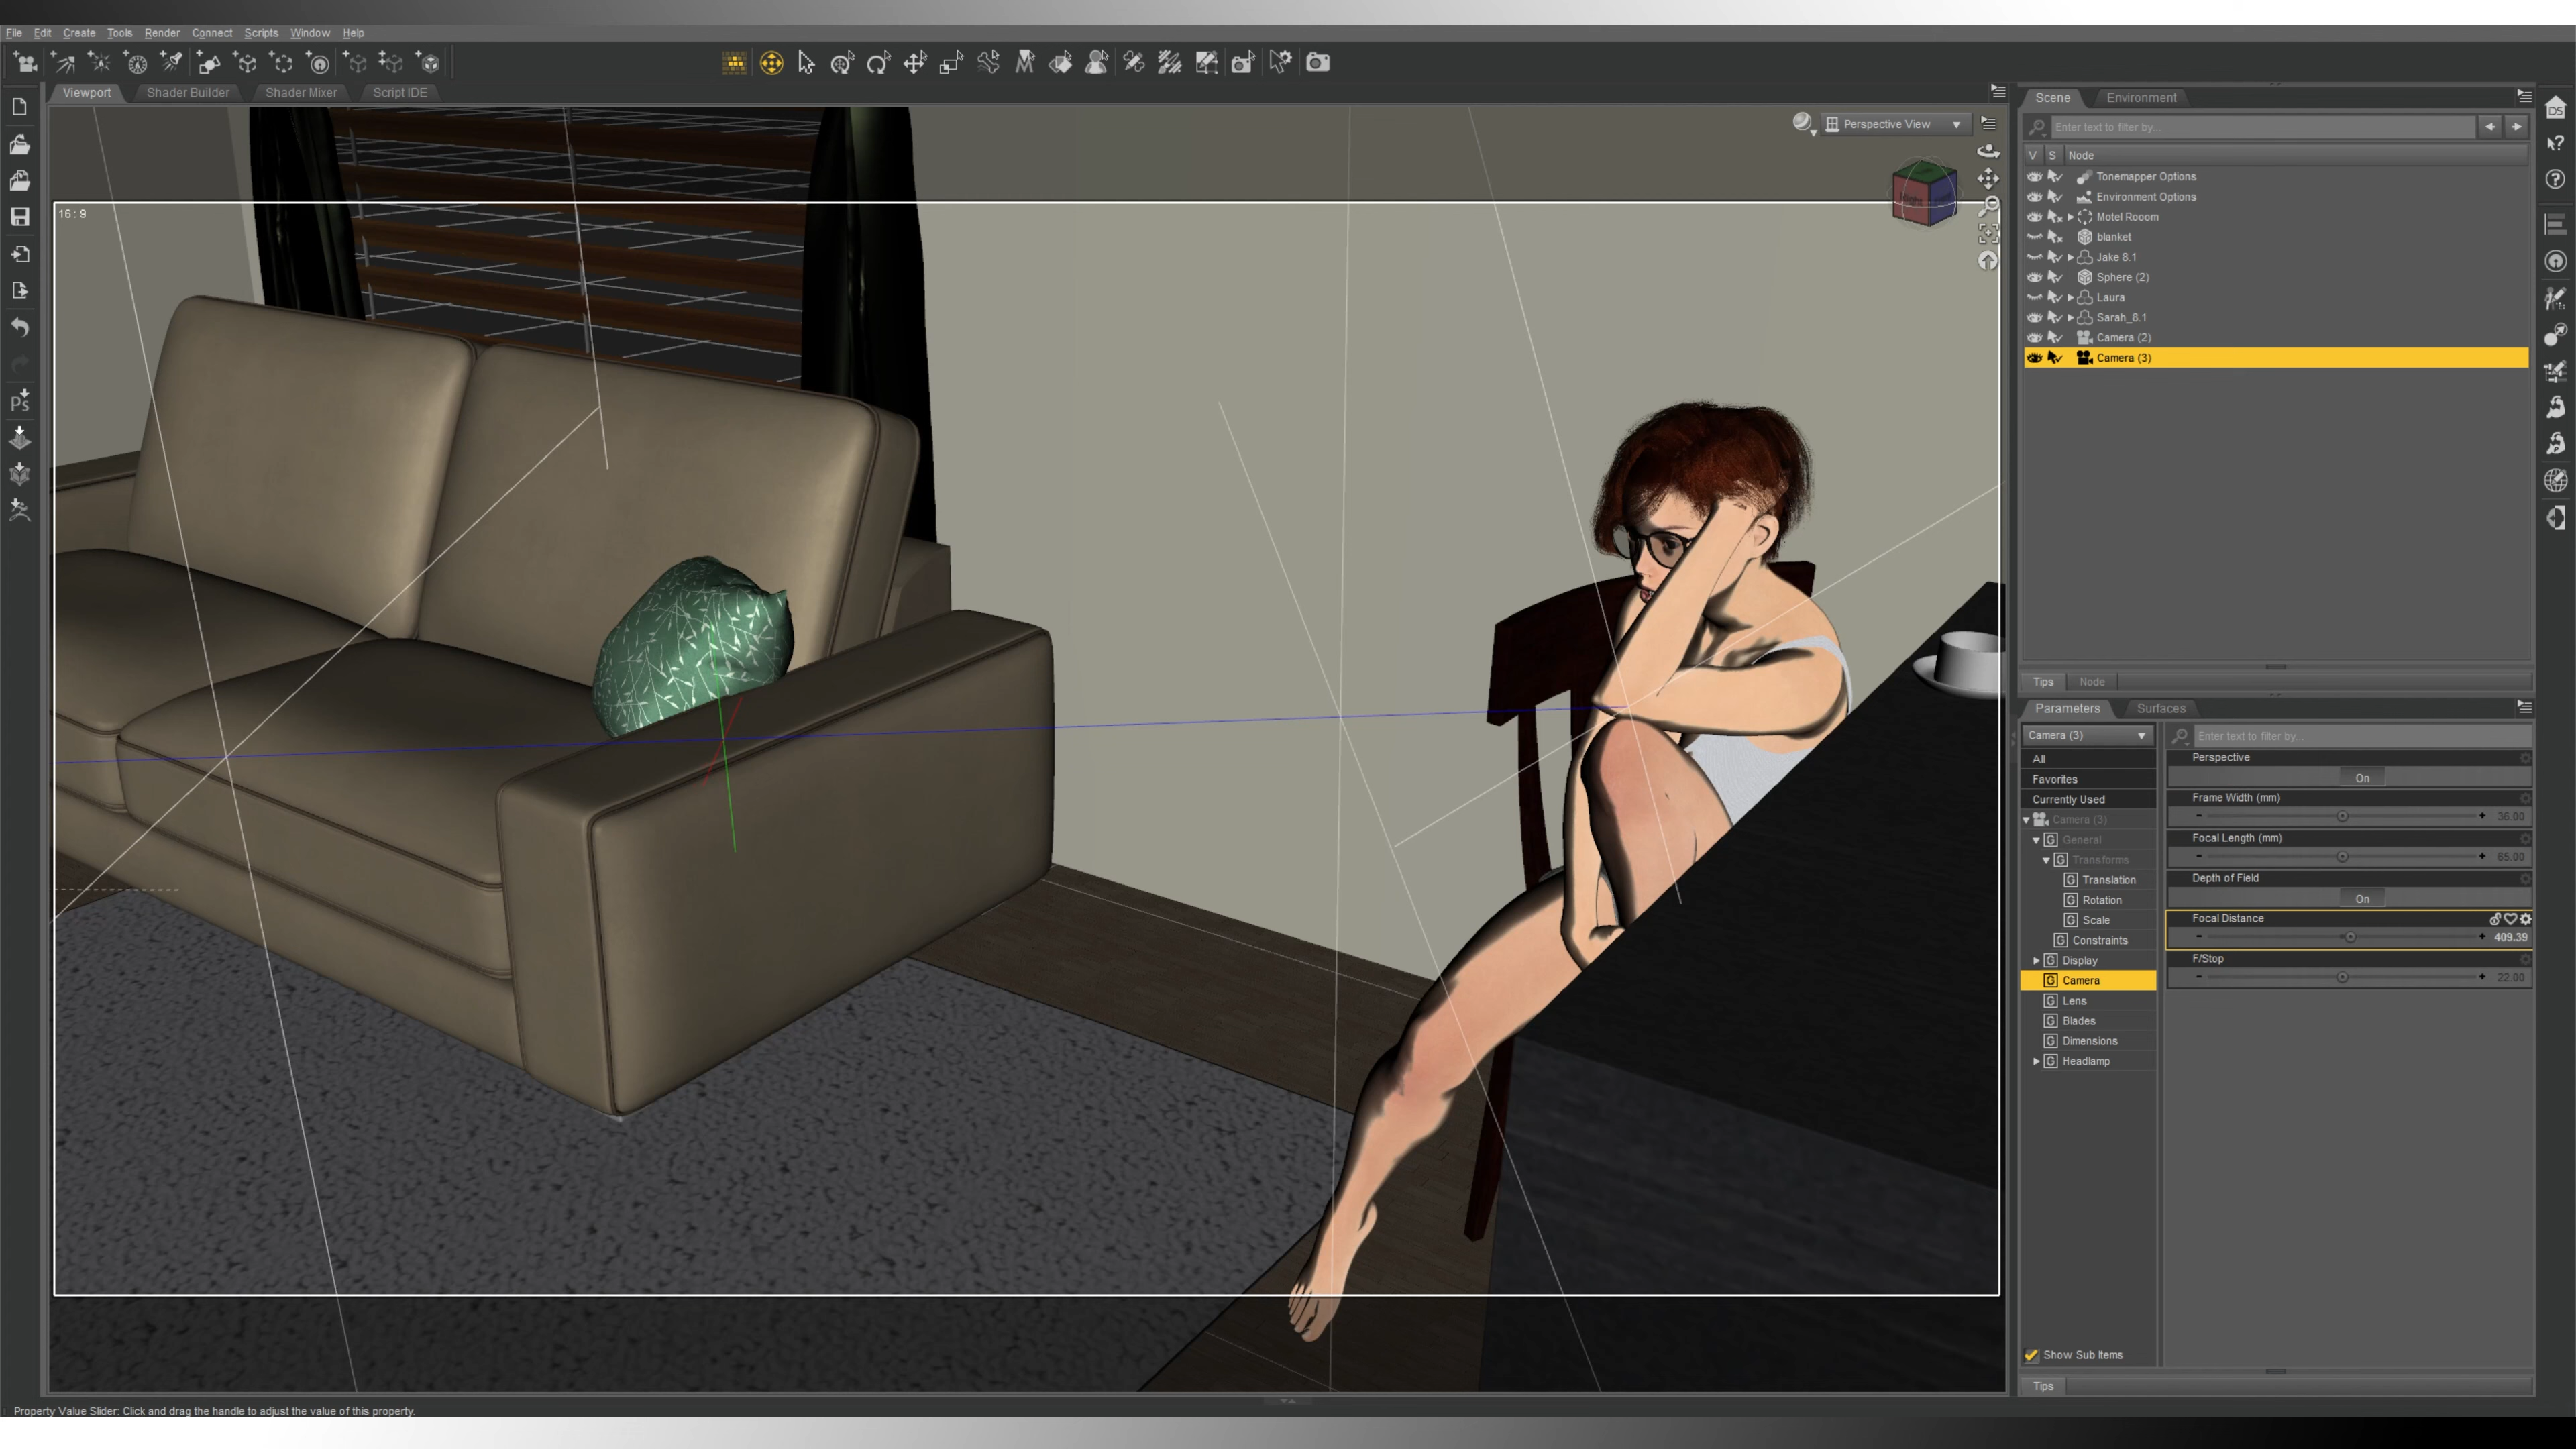 File Edit Create Tools Render Connect Scripts Window Help
Viewport Shader Builder Shader Mixer Script IDE
16 : 9
Perspective View
Ps
Scene Environment
Enter text to filter by...
V S Node
Tonemapper Options
Environment Options
Motel Rooom
blanket
Jake 8.1
Sphere (2)
Laura
Sarah_8.1
Camera (2)
Camera (3)
Tips Node
Parameters Surfaces
Camera (3)
Enter text to filter by...
All
Favorites
Currently Used
Camera (3)
G General
G Transforms
G Translation
G Rotation
G Scale
G Constraints
G Display
G Camera
G Lens
G Blades
G Dimensions
G Headlamp
Show Sub Items
Perspective
On
Frame Width (mm)
- + 36.00
Focal Length (mm)
- + 65.00
Depth of Field
On
Focal Distance
- + 409.39
F/Stop
- + 22.00
Tips
DS
Property Value Slider: Click and drag the handle to adjust the value of this property.